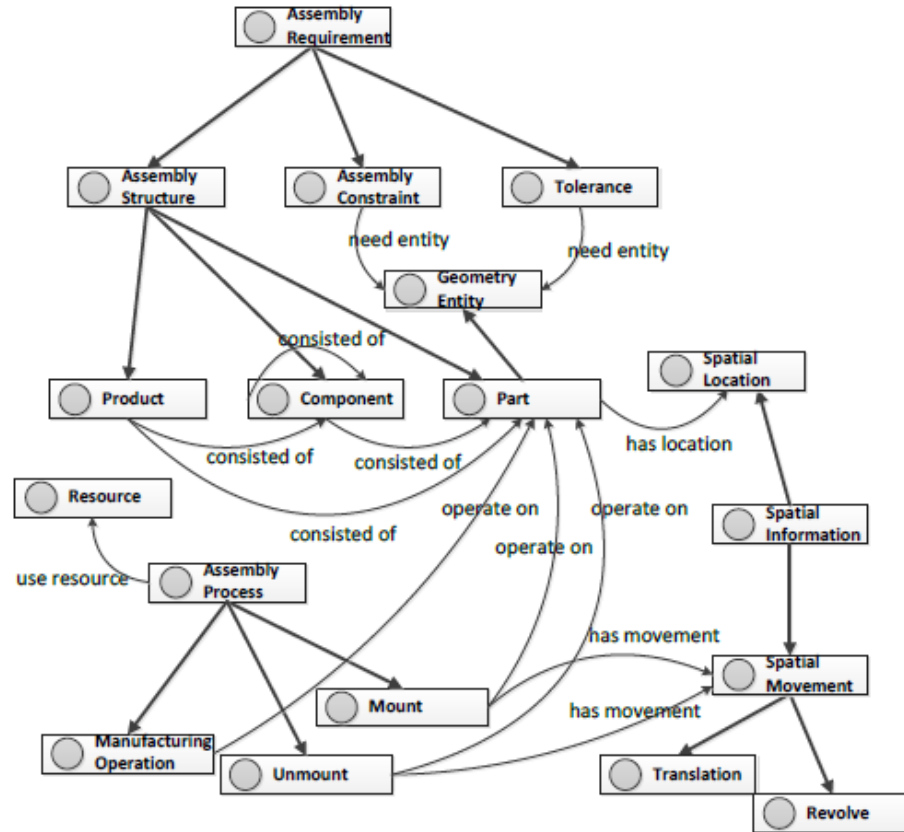 Assembly
Requirement
Assembly
Structure
Assembly
Constraint
Tolerance
need entity
need entity
Geometry
Entity
consisted of
Spatial
Location
Product
Component
Part
has location
consisted of
consisted of
Resource
operate on
operate on
consisted of
operate on
Spatial
Information
use resource
Assembly
Process
has movement
Spatial
Movement
Mount
has movement
Manufacturing
Operation
Unmount
Translation
Revolve